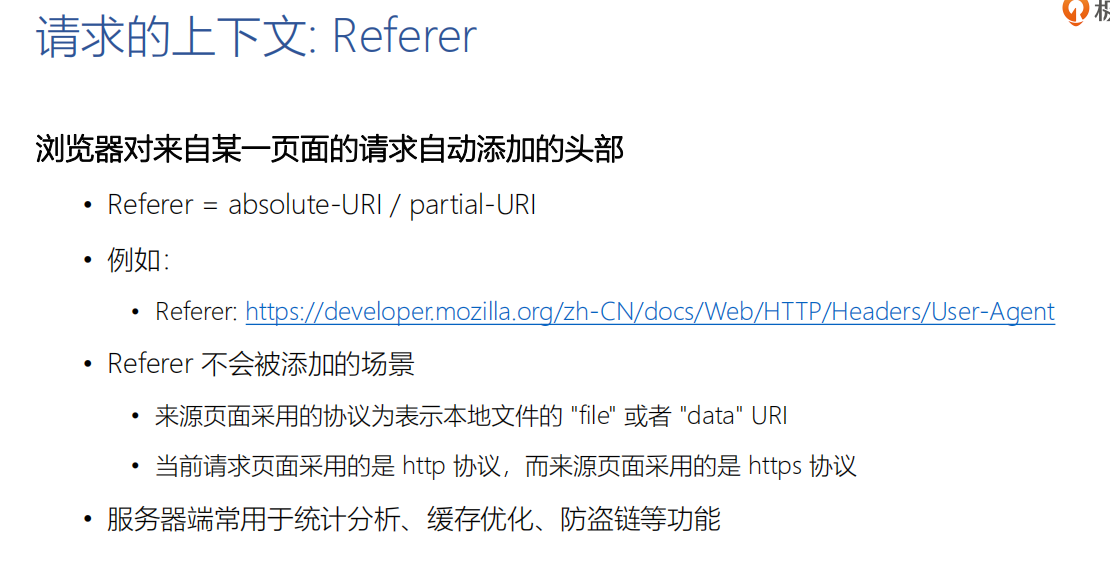 请求的上下文: Referer
浏览器对来自某一页面的请求自动添加的头部
• Referer = absolute-URI / partial-URI
• 例如：
• Referer: https://developer.mozilla.org/zh-CN/docs/Web/HTTP/Headers/User-Agent
• Referer 不会被添加的场景
• 来源页面采用的协议为表示本地文件的 "file" 或者 "data" URI
• 当前请求页面采用的是 http 协议，而来源页面采用的是 https 协议
• 服务器端常用于统计分析、缓存优化、防盗链等功能